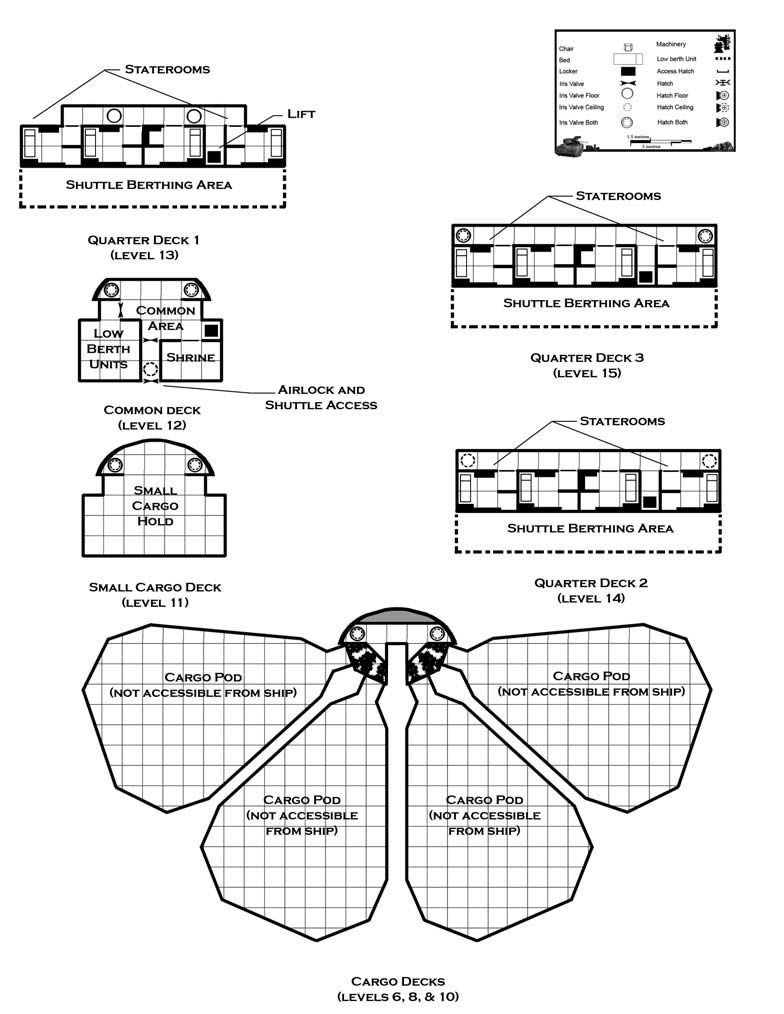 Staterooms
Lift
Shuttle Berthing Area
Quarter Deck 1
(level 13)
Chair
Bed
Locker
Iris Valve
Iris Valve Floor
Iris Valve Ceiling
Iris Valve Both
Machinery
Low berth Unit
Access Hatch
Hatch
Hatch Floor
Hatch Ceiling
Hatch Both
1.5 metres
3 metres
Staterooms
Shuttle Berthing Area
Quarter Deck 3
(level 15)
Common
Area
Low
Berth
Units
Shrine
Airlock and
Shuttle Access
Common deck
(level 12)
Staterooms
Shuttle Berthing Area
Quarter Deck 2
(level 14)
Small
Cargo
Hold
Small Cargo Deck
(level 11)
Cargo Pod
(not accessible from ship)
Cargo Pod
(not accessible from ship)
Cargo Pod
(not accessible
from ship)
Cargo Pod
(not accessible
from ship)
Cargo Decks
(levels 6, 8, & 10)